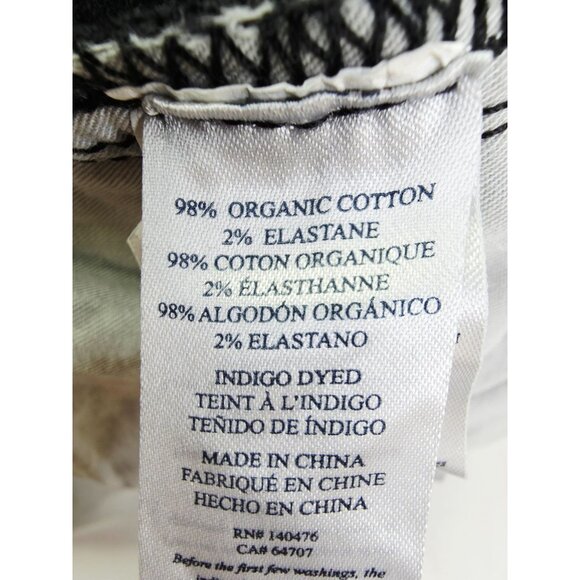 98% ORGANIC COTTON
2% ELASTANE
98% COTON ORGANIQUE
2% ÉLASTHANNE
98% ALGODÓN ORGÁNICO
2% ELASTANO
INDIGO DYED
TEINT À L'INDIGO
TEÑIDO DE ÍNDIGO
MADE IN CHINA
FABRIQUÉ EN CHINE
HECHO EN CHINA
RN# 140476
CA# 64707
Before the first few washings, the